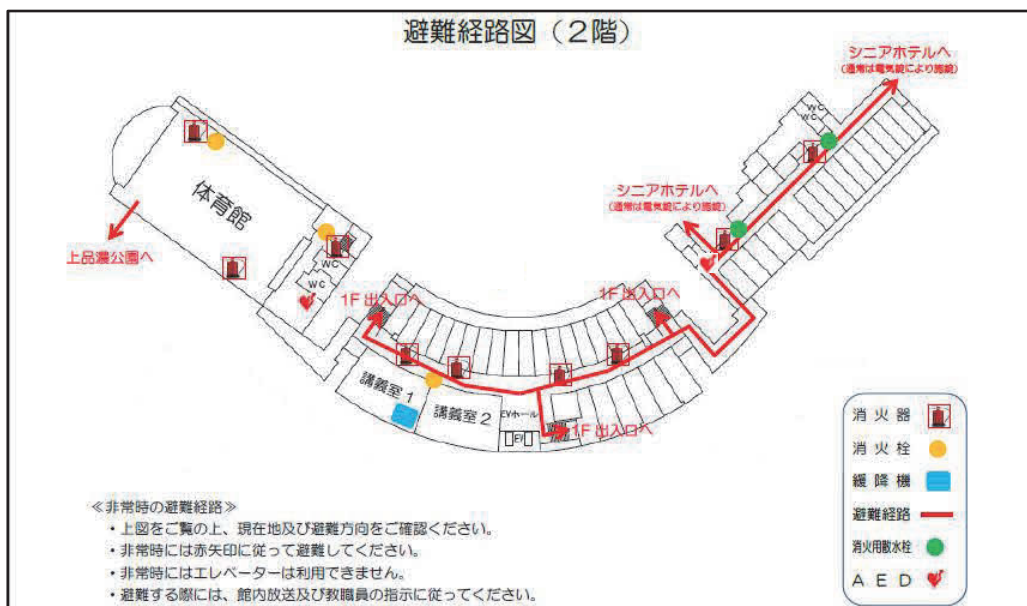 避難経路図（２階）
シニアホテルへ
（通常は電気錠により施錠）
WC
WC
シニアホテルへ
（通常は電気錠により施錠）
体育館
上品濃公園へ
WC
WC
1F 出入口へ
1F 出入口へ
講義室１
講義室２
EVホール
EV
1F 出入口へ
消火器
消火栓
緩降機
避難経路
消火用散水栓
ＡＥＤ
≪非常時の避難経路≫
・上図をご覧の上、現在地及び避難方向をご確認ください。
・非常時には赤矢印に従って避難してください。
・非常時にはエレベーターは利用できません。
・避難する際には、館内放送及び教職員の指示に従ってください。